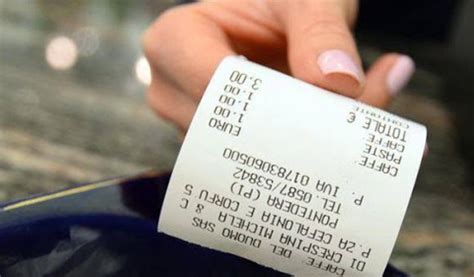 CAFFE' DEL DUOMO SAS
DI CRESPINA MICHELA & C
P.ZA CEFALONIA E CORFU 5
PONTEDERA (PI)
TEL. 0587/53842
P. IVA 01783060500
EURO
CAFFE 1.00
PASTE 1.00
CAFFE 1.00
TOTALE € 3.00